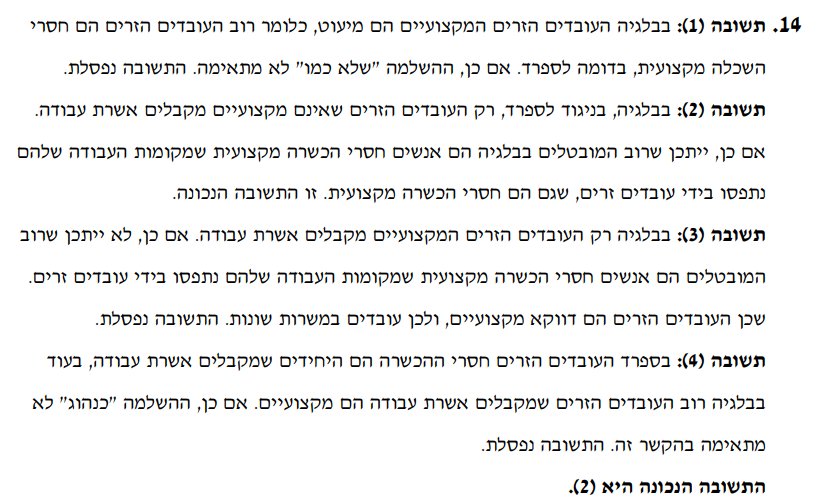 14. תשובה (1): בבלגיה העובדים הזרים המקצועיים הם מיעוט, כלומר רוב העובדים הזרים הם חסרי
השכלה מקצועית, בדומה לספרד. אם כן, ההשלמה "שלא כמו" לא מתאימה. התשובה נפסלת.
תשובה (2): בבלגיה, בניגוד לספרד, רק העובדים הזרים שאינם מקצועיים מקבלים אשרת עבודה.
אם כן, ייתכן שרוב המובטלים בבלגיה הם אנשים חסרי הכשרה מקצועית שמקומות העבודה שלהם
נתפסו בידי עובדים זרים, שגם הם חסרי הכשרה מקצועית. זו התשובה הנכונה.
תשובה (3): בבלגיה רק העובדים הזרים המקצועיים מקבלים אשרת עבודה. אם כן, לא ייתכן שרוב
המובטלים הם אנשים חסרי הכשרה מקצועית שמקומות העבודה שלהם נתפסו בידי עובדים זרים.
שכן העובדים הזרים הם דווקא מקצועיים, ולכן עובדים במשרות שונות. התשובה נפסלת.
תשובה (4): בספרד העובדים הזרים חסרי ההכשרה הם היחידים שמקבלים אשרת עבודה, בעוד
בבלגיה רוב העובדים הזרים שמקבלים אשרת עבודה הם מקצועיים. אם כן, ההשלמה "כנהוג" לא
מתאימה בהקשר זה. התשובה נפסלת.
התשובה הנכונה היא (2).